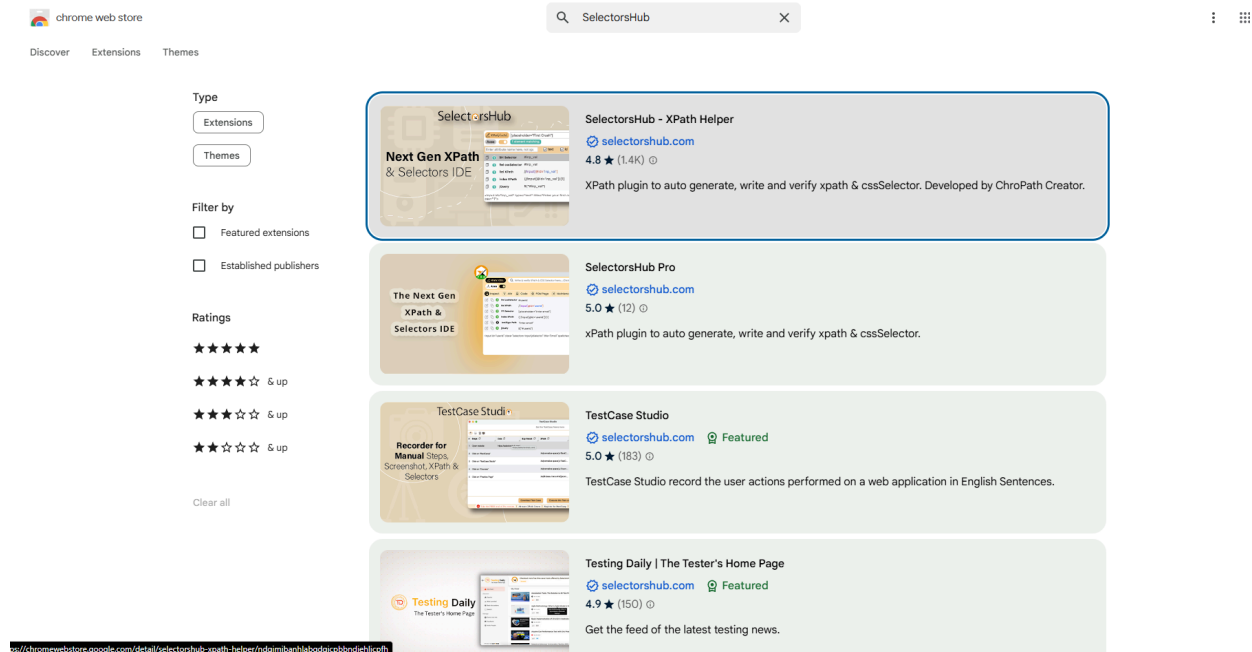 chrome web store
SelectorsHub
Discover
Extensions
Themes
Type
Extensions
Themes
Filter by
Featured extensions
Established publishers
Ratings
& up
& up
& up
Clear all
SelectorsHub
Next Gen XPath
& Selectors IDE
SelectorsHub - XPath Helper
selectorshub.com
4.8 ★ (1.4K)
XPath plugin to auto generate, write and verify xpath & cssSelector. Developed by ChroPath Creator.
The Next Gen
XPath &
Selectors IDE
SelectorsHub Pro
selectorshub.com
5.0 ★ (12)
xPath plugin to auto generate, write and verify xpath & cssSelector.
TestCase Studi
Recorder for
Manual Steps,
Screenshot, XPath &
Selectors
TestCase Studio
selectorshub.com Featured
5.0 ★ (183)
TestCase Studio record the user actions performed on a web application in English Sentences.
Testing Daily
The Tester's Home Page
Testing Daily | The Tester's Home Page
selectorshub.com Featured
4.9 ★ (150)
Get the feed of the latest testing news.